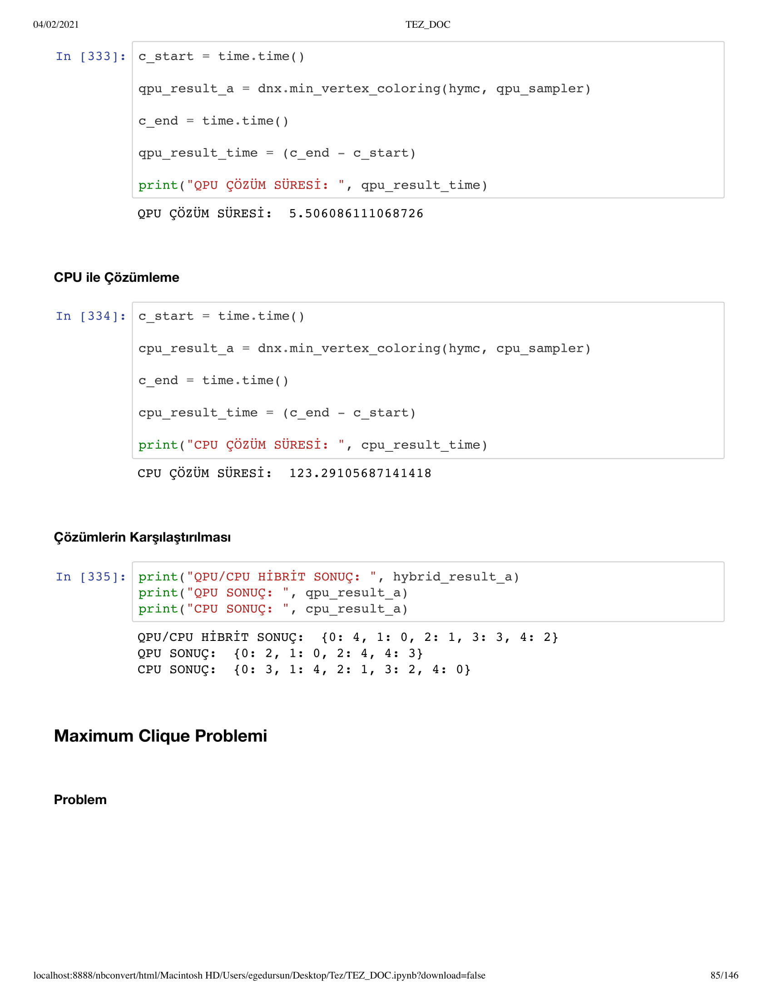 04/02/2021
TEZ_DOC
In [333]:
c_start = time.time()
qpu_result_a = dnx.min_vertex_coloring(hymc, qpu_sampler)
c_end = time.time()
qpu_result_time = (c_end - c_start)
print("QPU ÇÖZÜM SÜRESİ: ", qpu_result_time)
QPU ÇÖZÜM SÜRESİ:  5.506086111068726
CPU ile Çözümleme
In [334]:
c_start = time.time()
cpu_result_a = dnx.min_vertex_coloring(hymc, cpu_sampler)
c_end = time.time()
cpu_result_time = (c_end - c_start)
print("CPU ÇÖZÜM SÜRESİ: ", cpu_result_time)
CPU ÇÖZÜM SÜRESİ:  123.29105687141418
Çözümlerin Karşılaştırılması
In [335]:
print("QPU/CPU HİBRİT SONUÇ: ", hybrid_result_a)
print("QPU SONUÇ: ", qpu_result_a)
print("CPU SONUÇ: ", cpu_result_a)
QPU/CPU HİBRİT SONUÇ:  {0: 4, 1: 0, 2: 1, 3: 3, 4: 2}
QPU SONUÇ:  {0: 2, 1: 0, 2: 4, 4: 3}
CPU SONUÇ:  {0: 3, 1: 4, 2: 1, 3: 2, 4: 0}
Maximum Clique Problemi
Problem
localhost:8888/nbconvert/html/Macintosh HD/Users/egedursun/Desktop/Tez/TEZ_DOC.ipynb?download=false
85/146